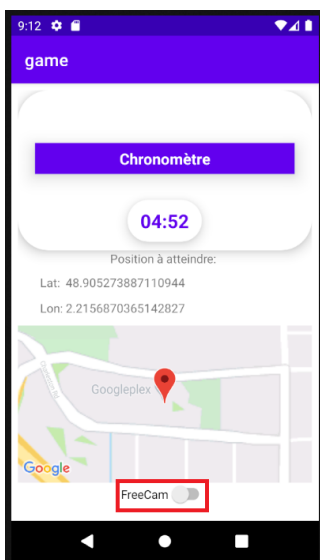 9:12
game
Chronomètre
04:52
Position à atteindre:
Lat: 48.905273887110944
Lon: 2.2156870365142827
Googleplex
Google
FreeCam